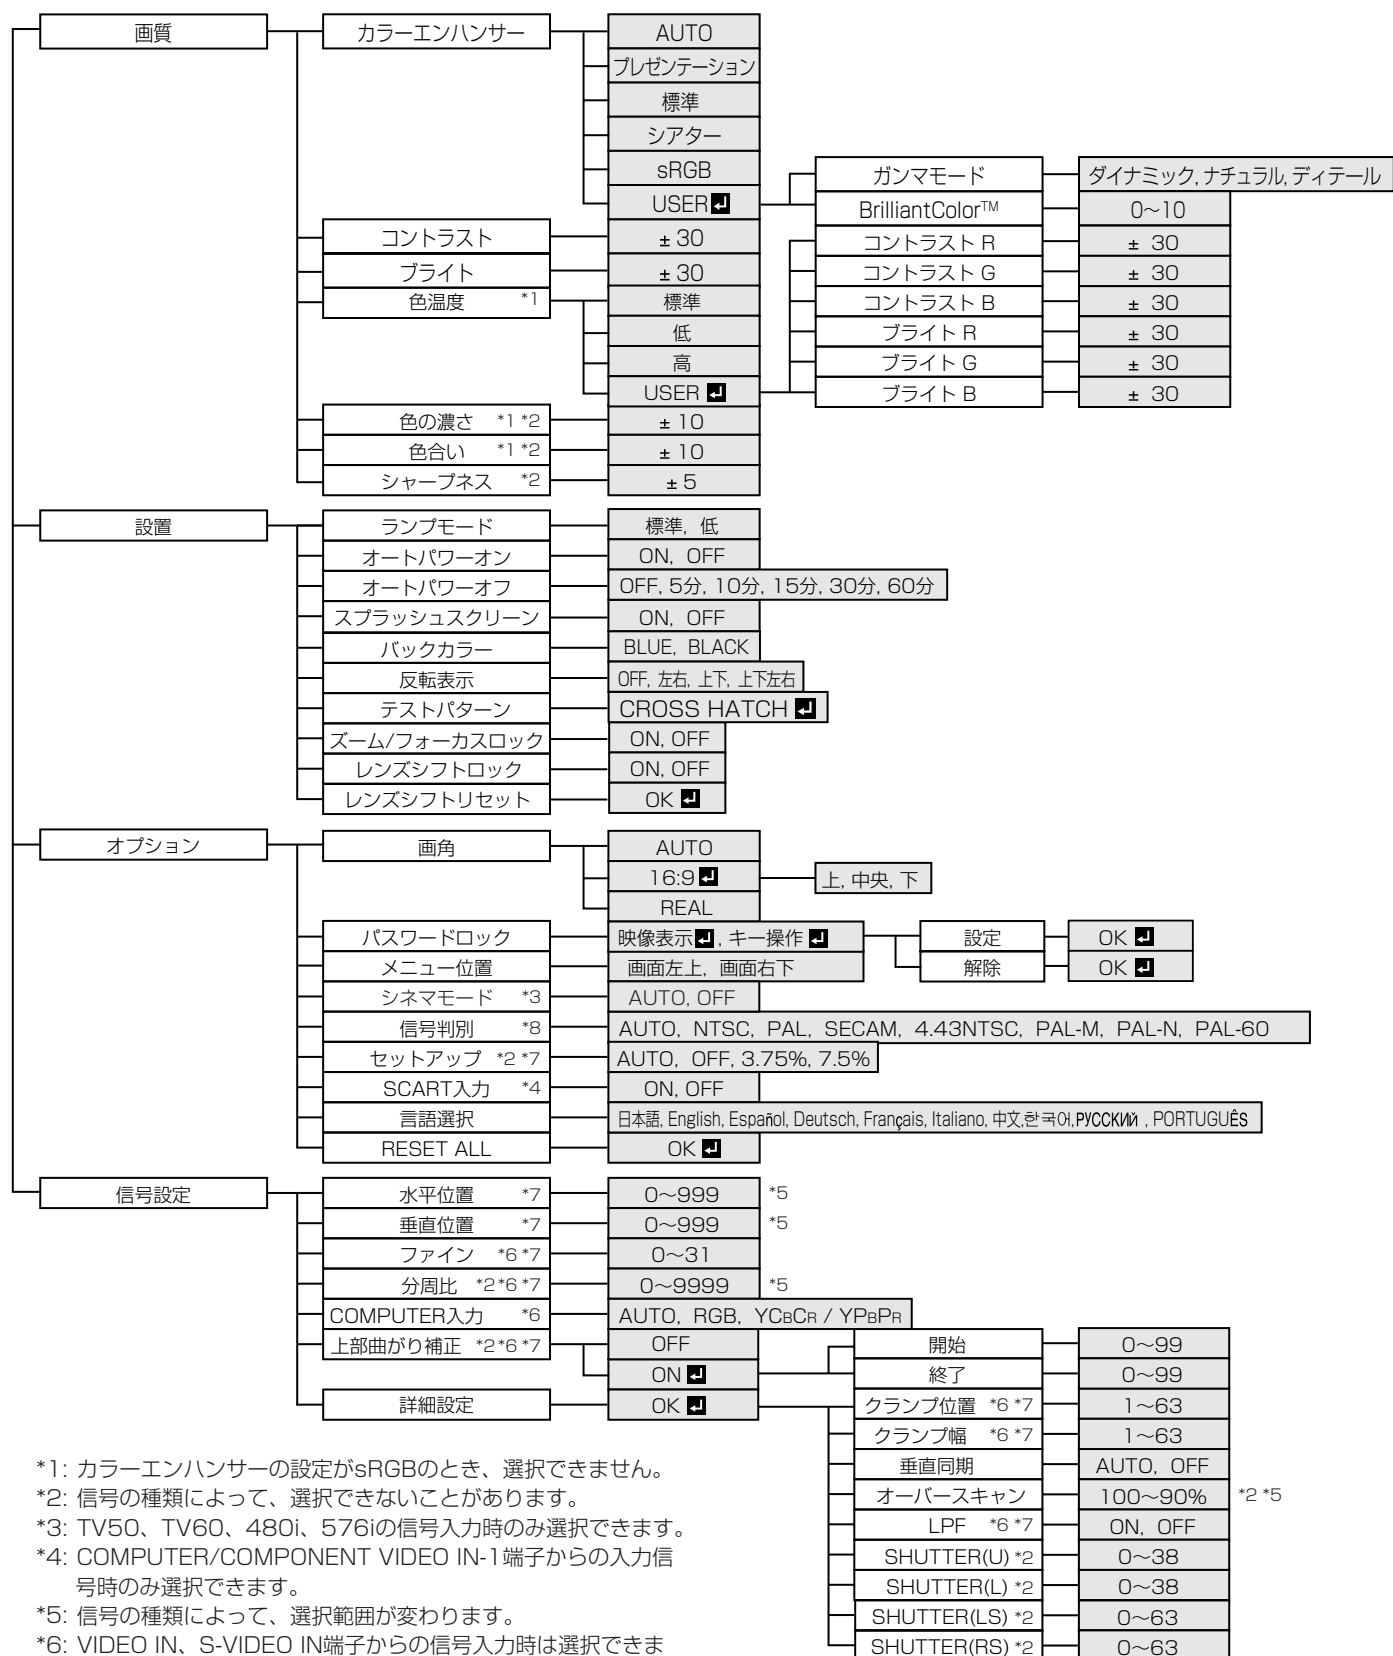 画質 カラーエンハンサー AUTO
プレゼンテーション
標準
シアター
sRGB ガンマモード ダイナミック, ナチュラル, ディテール
USER BrilliantColor™ 0～10
コントラスト ± 30 コントラスト R ± 30
ブライト ± 30 コントラスト G ± 30
色温度 *1 標準 コントラスト B ± 30
低 ブライト R ± 30
高 ブライト G ± 30
USER ブライト B ± 30
色の濃さ *1 *2 ± 10
色合い *1 *2 ± 10
シャープネス *2 ± 5
設置 ランプモード 標準, 低
オートパワーオン ON, OFF
オートパワーオフ OFF, 5分, 10分, 15分, 30分, 60分
スプラッシュスクリーン ON, OFF
バックカラー BLUE, BLACK
反転表示 OFF, 左右, 上下, 上下左右
テストパターン CROSS HATCH
ズーム/フォーカスロック ON, OFF
レンズシフトロック ON, OFF
レンズシフトリセット OK
オプション 画角 AUTO
16:9 上, 中央, 下
REAL
パスワードロック 映像表示, キー操作 設定 OK
メニュー位置 画面左上, 画面右下 解除 OK
シネマモード *3 AUTO, OFF
信号判別 *8 AUTO, NTSC, PAL, SECAM, 4.43NTSC, PAL-M, PAL-N, PAL-60
セットアップ *2 *7 AUTO, OFF, 3.75%, 7.5%
SCART入力 *4 ON, OFF
言語選択 日本語, English, Español, Deutsch, Français, Italiano, 中文,한국어,РУССКИЙ , PORTUGUÊS
RESET ALL OK
信号設定 水平位置 *7 0～999 *5
垂直位置 *7 0～999 *5
ファイン *6 *7 0～31
分周比 *2 *6 *7 0～9999 *5
COMPUTER入力 *6 AUTO, RGB, YCBCR / YPBPR
上部曲がり補正 *2 *6 *7 OFF 開始 0～99
ON 終了 0～99
詳細設定 OK クランプ位置 *6 *7 1～63
クランプ幅 *6 *7 1～63
垂直同期 AUTO, OFF
オーバースキャン 100～90% *2 *5
LPF *6 *7 ON, OFF
SHUTTER(U) *2 0～38
SHUTTER(L) *2 0～38
SHUTTER(LS) *2 0～63
SHUTTER(RS) *2 0～63
*1: カラーエンハンサーの設定がsRGBのとき、選択できません。
*2: 信号の種類によって、選択できないことがあります。
*3: TV50、TV60、480i、576iの信号入力時のみ選択できます。
*4: COMPUTER/COMPONENT VIDEO IN-1端子からの入力信
号時のみ選択できます。
*5: 信号の種類によって、選択範囲が変わります。
*6: VIDEO IN、S-VIDEO IN端子からの信号入力時は選択できま